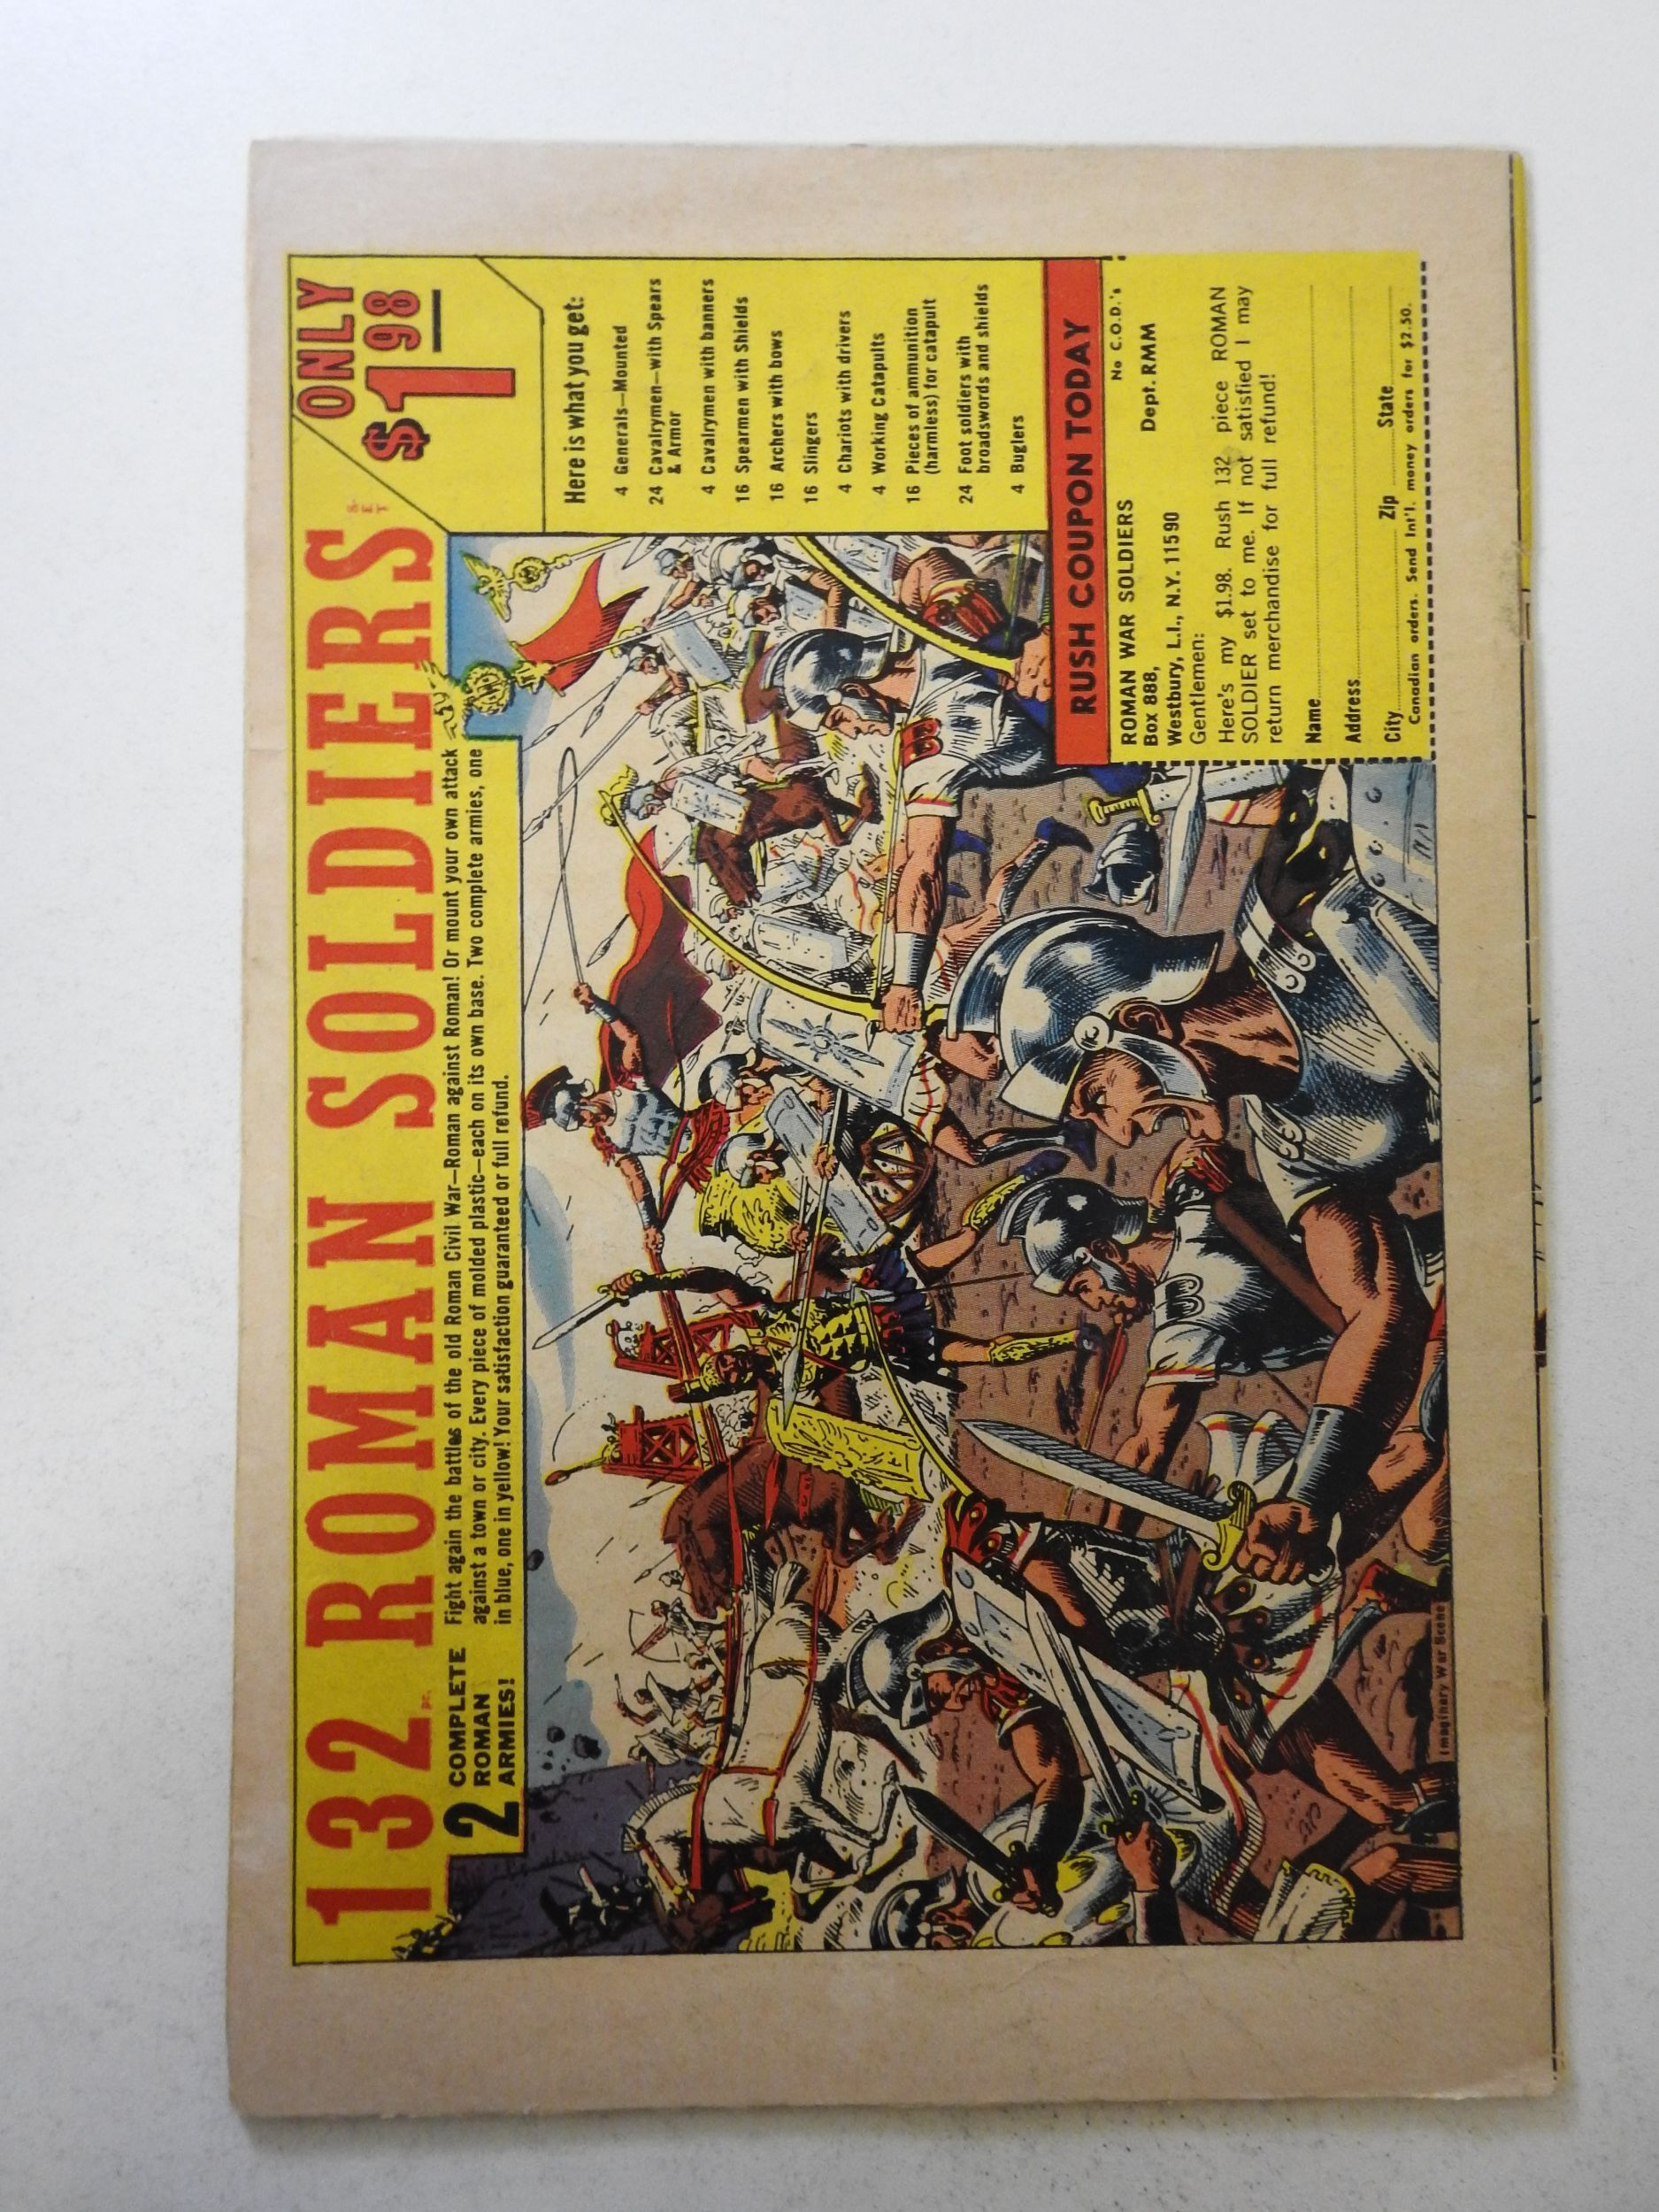 132 PC. ROMAN SOLDIERS SET
ONLY
$1 98
2 COMPLETE
ROMAN
ARMIES!
Fight again the battles of the old Roman Civil War—Roman against Roman! Or mount your own attack
against a town or city. Every piece of molded plastic—each on its own base. Two complete armies, one
in blue, one in yellow! Your satisfaction guaranteed or full refund.
Here is what you get:
4 Generals—Mounted
24 Cavalrymen—with Spears
& Armor
4 Cavalrymen with banners
16 Spearmen with Shields
16 Archers with bows
16 Slingers
4 Chariots with drivers
4 Working Catapults
16 Pieces of ammunition
(harmless) for catapult
24 Foot soldiers with
broadswords and shields
4 Buglers
RUSH COUPON TODAY
No C.O.D.'s
ROMAN WAR SOLDIERS
Box 888, Dept. RMM
Westbury, L.I., N.Y. 11590
Gentlemen:
Here's my $1.98. Rush 132 piece ROMAN
SOLDIER set to me. If not satisfied I may
return merchandise for full refund!
Name
Address
City Zip State
Canadian orders. Send Int'l. money orders for $2.50.
Imaginary War Scene